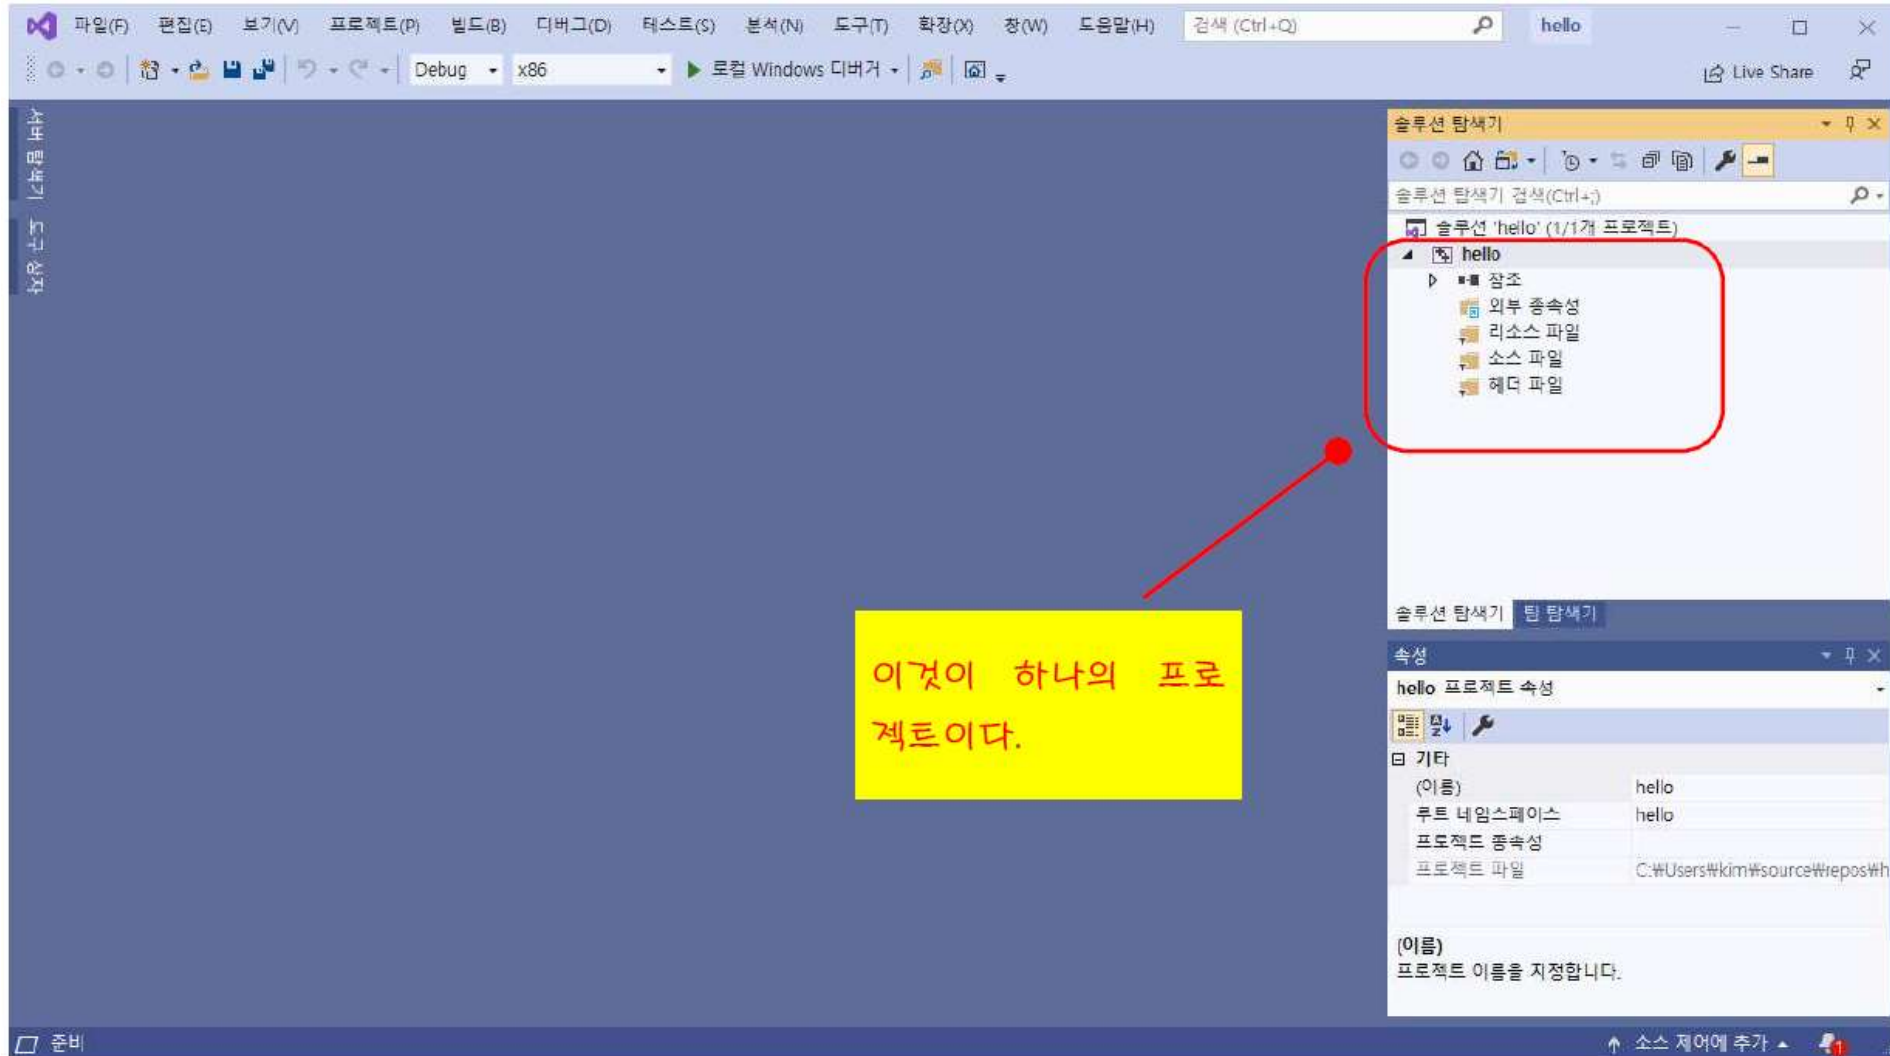 파일(F) 편집(E) 보기(V) 프로젝트(P) 빌드(B) 디버그(D) 테스트(S) 분석(N) 도구(T) 확장(X) 창(W) 도움말(H) 검색 (Ctrl+Q) hello
Debug x86 로컬 Windows 디버거 Live Share
서버 탐색기
도구 상자
솔루션 탐색기
솔루션 탐색기 검색(Ctrl+;)
솔루션 'hello' (1/1개 프로젝트)
hello
참조
외부 종속성
리소스 파일
소스 파일
헤더 파일
이것이 하나의 프로
젝트이다.
솔루션 탐색기 팀 탐색기
속성
hello 프로젝트 속성
기타
(이름) hello
루트 네임스페이스 hello
프로젝트 종속성
프로젝트 파일 C:₩Users₩kim₩source₩repos₩h
(이름)
프로젝트 이름을 지정합니다.
준비 소스 제어에 추가 1